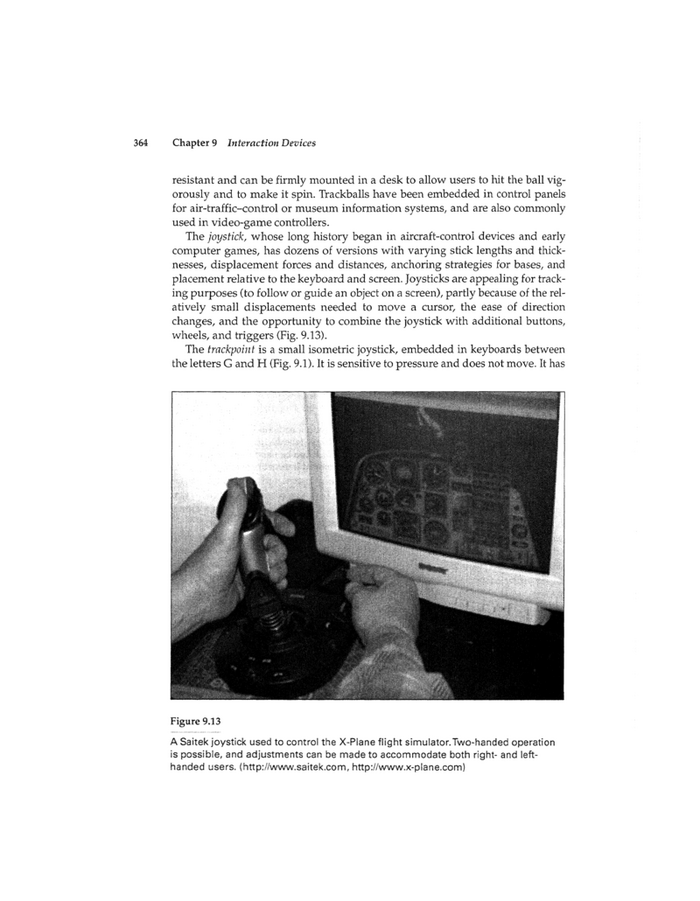 364 Chapter 9 Interaction Devices
resistant and can be firmly mounted in a desk to allow users to hit the ball vig-
orously and to make it spin. Trackballs have been embedded in control panels
for air-traffic–control or museum information systems, and are also commonly
used in video-game controllers.
The joystick, whose long history began in aircraft-control devices and early
computer games, has dozens of versions with varying stick lengths and thick-
nesses, displacement forces and distances, anchoring strategies for bases, and
placement relative to the keyboard and screen. Joysticks are appealing for track-
ing purposes (to follow or guide an object on a screen), partly because of the rel-
atively small displacements needed to move a cursor, the ease of direction
changes, and the opportunity to combine the joystick with additional buttons,
wheels, and triggers (Fig. 9.13).
The trackpoint is a small isometric joystick, embedded in keyboards between
the letters G and H (Fig. 9.1). It is sensitive to pressure and does not move. It has
Figure 9.13
A Saitek joystick used to control the X-Plane flight simulator. Two-handed operation
is possible, and adjustments can be made to accommodate both right- and left-
handed users. (http://www.saitek.com, http://www.x-plane.com)